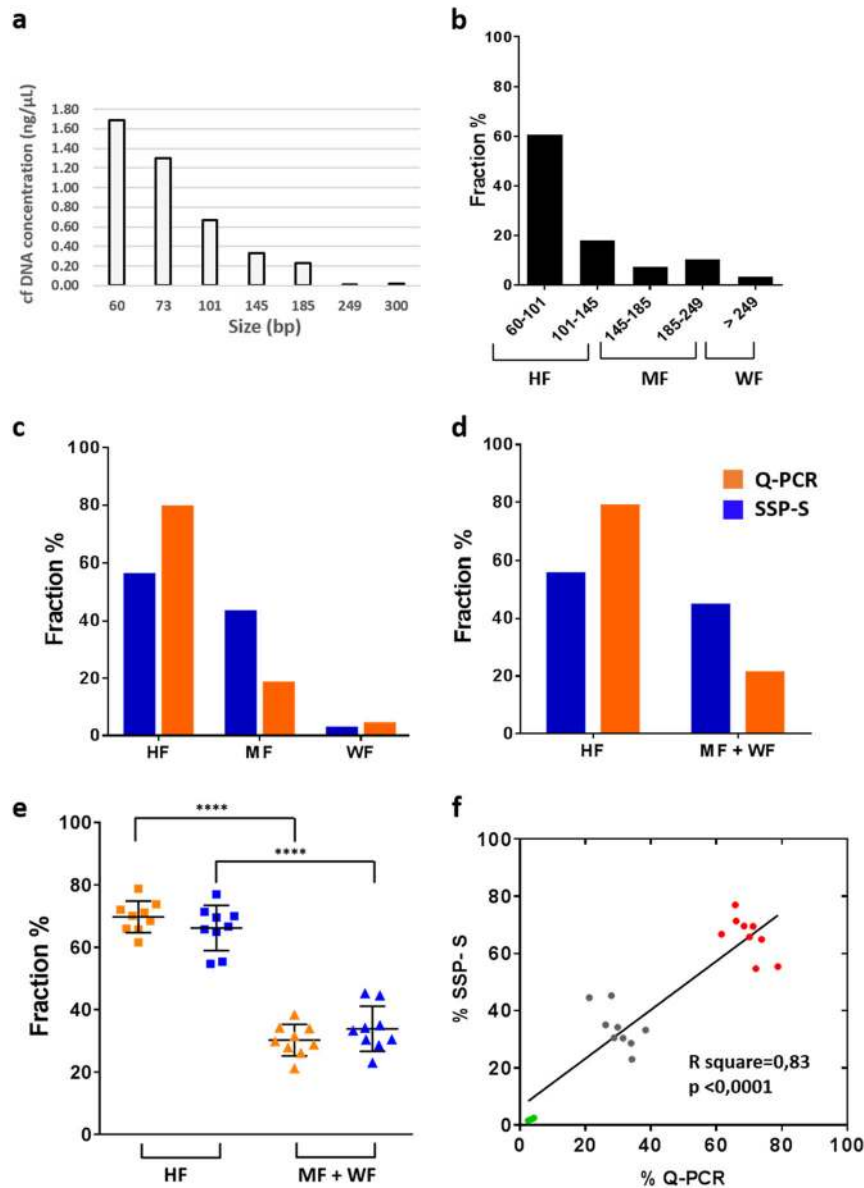 a
cf DNA concentration (ng/µL)
1.80
1.60
1.40
1.20
1.00
0.80
0.60
0.40
0.20
0.00
60 73 101 145 185 249 300
Size (bp)
b
Fraction %
100
80
60
40
20
0
60-101 101-145 145-185 185-249 > 249
HF MF WF
c
Fraction %
100
80
60
40
20
0
HF MF WF
d
Fraction %
100
80
60
40
20
0
HF MF + WF
Q-PCR
SSP-S
e
Fraction %
100
80
60
40
20
0
****
****
HF MF + WF
f
% SSP- S
100
80
60
40
20
0
R square=0,83
p <0,0001
0 20 40 60 80 100
% Q-PCR